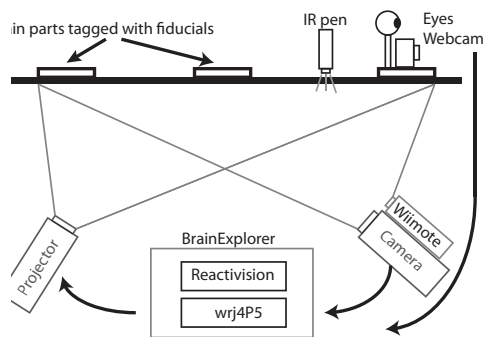 in parts tagged with fiducials
IR pen
Eyes
Webcam
Projector
BrainExplorer
Reactivision
wrj4P5
Wiimote
Camera